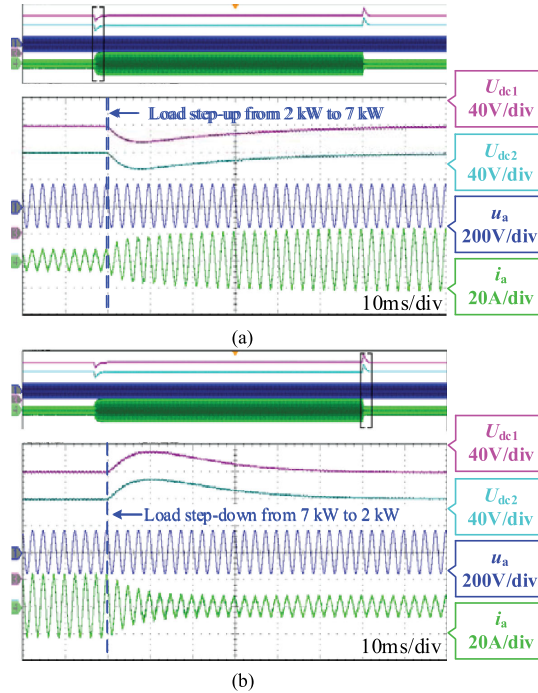 Load step-up from 2 kW to 7 kW
10ms/div
Udc1
40V/div
Udc2
40V/div
ua
200V/div
ia
20A/div
(a)
Load step-down from 7 kW to 2 kW
10ms/div
Udc1
40V/div
Udc2
40V/div
ua
200V/div
ia
20A/div
(b)